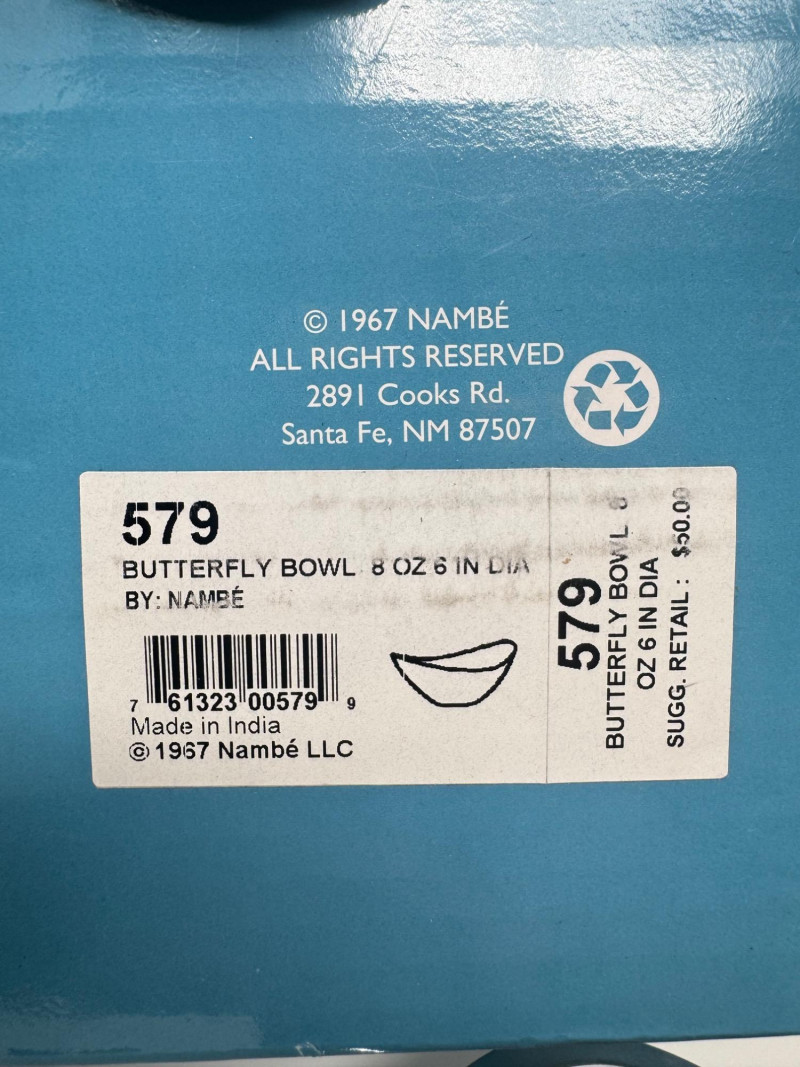 © 1967 NAMBÉ
ALL RIGHTS RESERVED
2891 Cooks Rd.
Santa Fe, NM 87507
579
BUTTERFLY BOWL 8 OZ 6 IN DIA
BY: NAMBÉ
7 61323 00579 9
Made in India
© 1967 Nambé LLC
579
BUTTERFLY BOWL 8
OZ 6 IN DIA
SUGG. RETAIL : $50.00